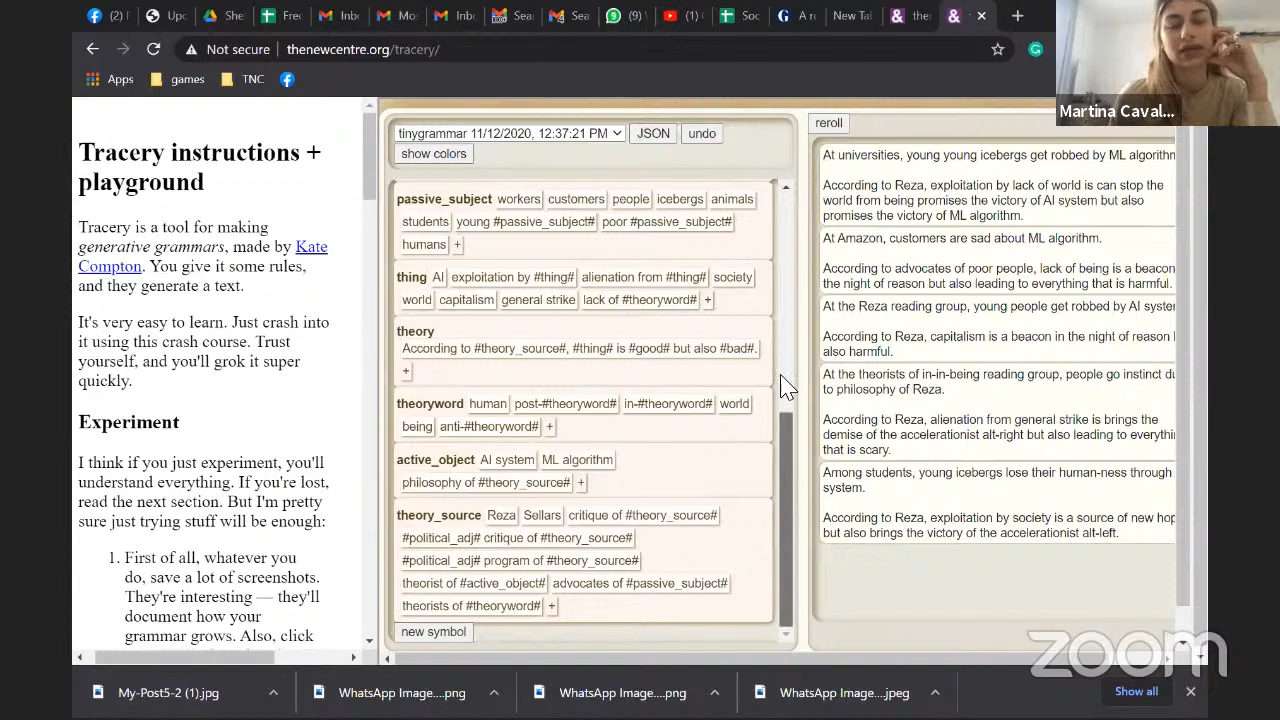 (2)
Upc
She
Free
Inbo
Mo
Inbo
Sea
Sea
(9)
(1)
Soc
A ro
New Tab
the
Not secure
thenewcentre.org/tracery/
Apps
games
TNC
Martina Caval...
Tracery instructions +
playground
Tracery is a tool for making
generative grammars, made by Kate
Compton. You give it some rules,
and they generate a text.
It's very easy to learn. Just crash into
it using this crash course. Trust
yourself, and you'll grok it super
quickly.
Experiment
I think if you just experiment, you'll
understand everything. If you're lost,
read the next section. But I'm pretty
sure just trying stuff will be enough:
1. First of all, whatever you
do, save a lot of screenshots.
They're interesting — they'll
document how your
grammar grows. Also, click
tinygrammar 11/12/2020, 12:37:21 PM
JSON
undo
show colors
passive_subject workers customers people icebergs animals
students young #passive_subject# poor #passive_subject#
humans +
thing AI exploitation by #thing# alienation from #thing# society
world capitalism general strike lack of #theoryword# +
theory
According to #theory_source#, #thing# is #good# but also #bad#.
+
theoryword human post-#theoryword# in-#theoryword# world
being anti-#theoryword# +
active_object AI system ML algorithm
philosophy of #theory_source# +
theory_source Reza Sellars critique of #theory_source#
#political_adj# critique of #theory_source#
#political_adj# program of #theory_source#
theorist of #active_object# advocates of #passive_subject#
theorists of #theoryword# +
new symbol
reroll
At universities, young young icebergs get robbed by ML algorithm
According to Reza, exploitation by lack of world is can stop the
world from being promises the victory of AI system but also
promises the victory of ML algorithm.
At Amazon, customers are sad about ML algorithm.
According to advocates of poor people, lack of being is a beacon
the night of reason but also leading to everything that is harmful.
At the Reza reading group, young people get robbed by AI system
According to Reza, capitalism is a beacon in the night of reason
also harmful.
At the theorists of in-in-being reading group, people go instinct du
to philosophy of Reza.
According to Reza, alienation from general strike is brings the
demise of the accelerationist alt-right but also leading to everythin
that is scary.
Among students, young icebergs lose their human-ness through
system.
According to Reza, exploitation by society is a source of new hop
but also brings the victory of the accelerationist alt-left.
zoom
My-Post5-2 (1).jpg
WhatsApp Image....png
WhatsApp Image....png
WhatsApp Image....jpeg
Show all